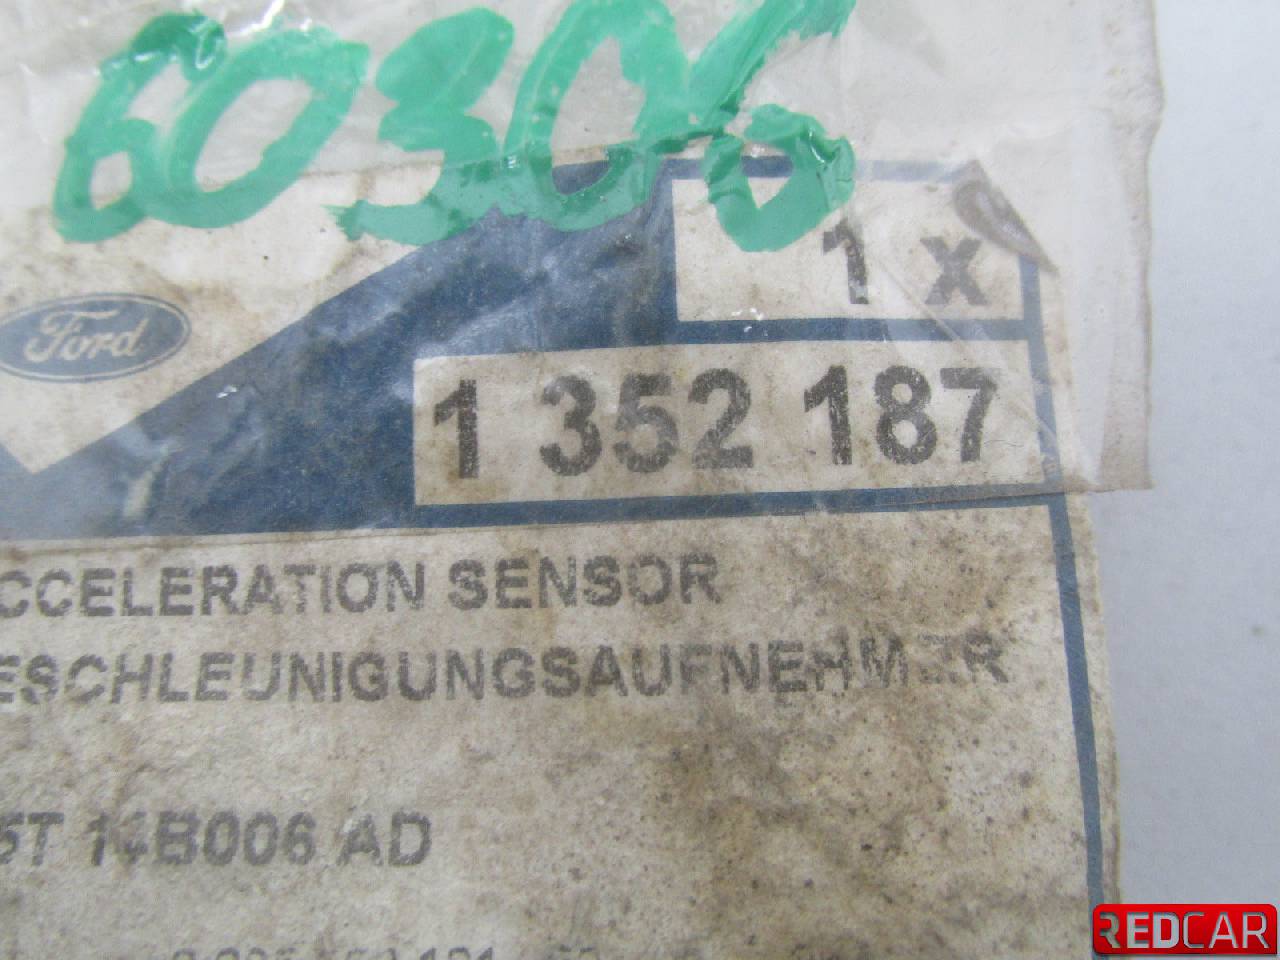 60306
Ford
1 x
1 352 187
CCELERATION SENSOR
ESCHLEUNIGUNGSAUFNEHMER
5T 14B006 AD
REDCAR